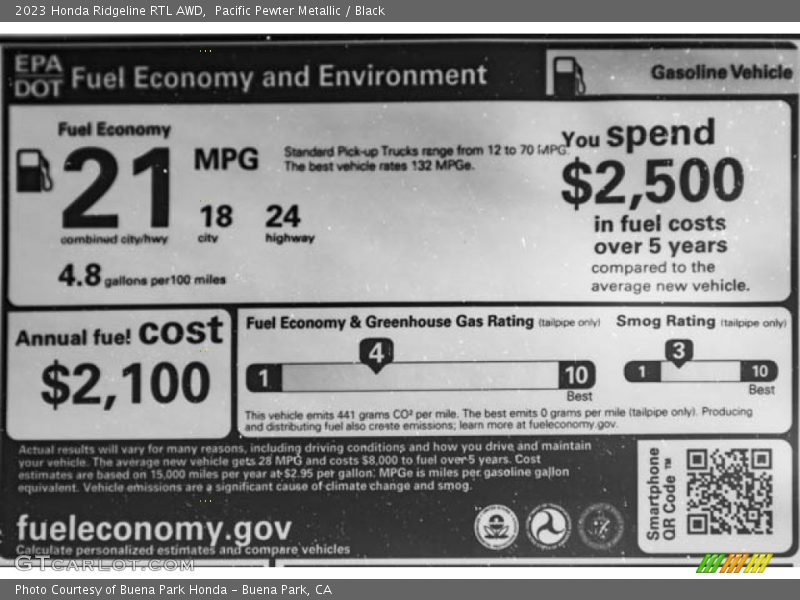 2023 Honda Ridgeline RTL AWD,  Pacific Pewter Metallic / Black
EPA
DOT
Fuel Economy and Environment
Gasoline Vehicle
Fuel Economy
21
MPG
Standard Pick-up Trucks range from 12 to 70 MPG.
The best vehicle rates 132 MPGe.
18
city
24
highway
combined city/hwy
4.8 gallons per 100 miles
You spend
$2,500
in fuel costs
over 5 years
compared to the
average new vehicle.
Annual fuel cost
$2,100
Fuel Economy & Greenhouse Gas Rating (tailpipe only)
4
1
10
Best
Smog Rating (tailpipe only)
3
1
10
Best
This vehicle emits 441 grams CO² per mile. The best emits 0 grams per mile (tailpipe only). Producing
and distributing fuel also create emissions; learn more at fueleconomy.gov.
Actual results will vary for many reasons, including driving conditions and how you drive and maintain
your vehicle. The average new vehicle gets 28 MPG and costs $8,000 to fuel over 5 years. Cost
estimates are based on 15,000 miles per year at $2.95 per gallon. MPGe is miles per gasoline gallon
equivalent. Vehicle emissions are a significant cause of climate change and smog.
fueleconomy.gov
Calculate personalized estimates and compare vehicles
Smartphone
QR Code ™
GTCARLOT.COM
Photo Courtesy of Buena Park Honda – Buena Park, CA